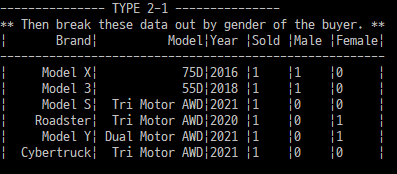 --------------- TYPE 2-1 ---------------
** Then break these data out by gender of the buyer. **
¦ Brand¦ Model¦Year ¦Sold ¦Male ¦Female¦
-------------------------------------------------------
¦ Model X¦ 75D¦2016 ¦1 ¦1 ¦0 ¦
¦ Model 3¦ 55D¦2018 ¦1 ¦1 ¦0 ¦
¦ Model S¦ Tri Motor AWD¦2021 ¦1 ¦0 ¦0 ¦
¦ Roadster¦ Tri Motor AWD¦2020 ¦1 ¦0 ¦1 ¦
¦ Model Y¦ Dual Motor AWD¦2021 ¦1 ¦0 ¦1 ¦
¦ Cybertruck¦ Tri Motor AWD¦2021 ¦1 ¦0 ¦0 ¦